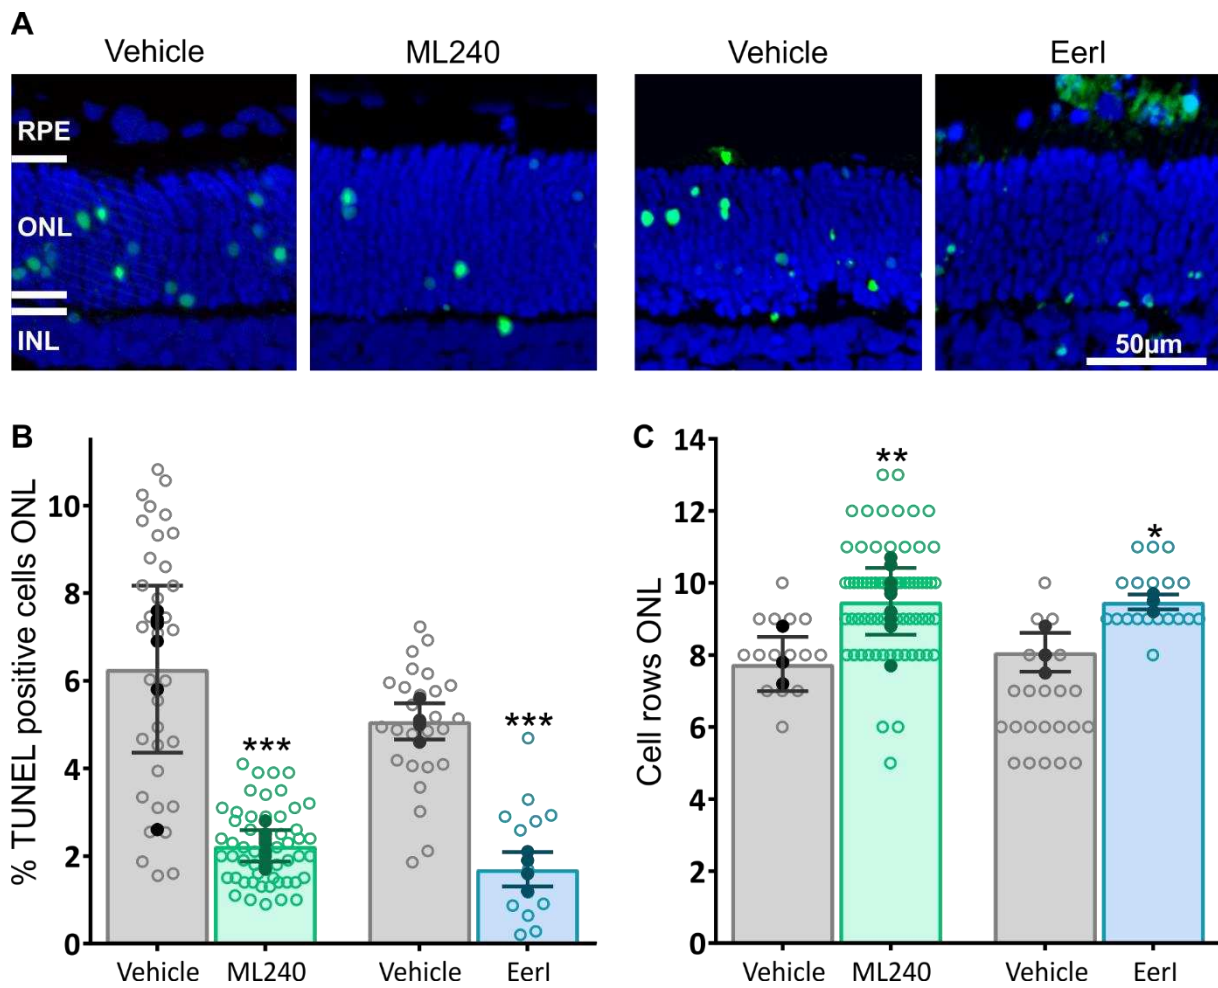 A
Vehicle
ML240
Vehicle
EerI
RPE
ONL
INL
50µm
B
% TUNEL positive cells ONL
10
8
6
4
2
0
***
***
Vehicle
ML240
Vehicle
EerI
C
Cell rows ONL
14
12
10
8
6
4
2
0
**
*
Vehicle
ML240
Vehicle
EerI